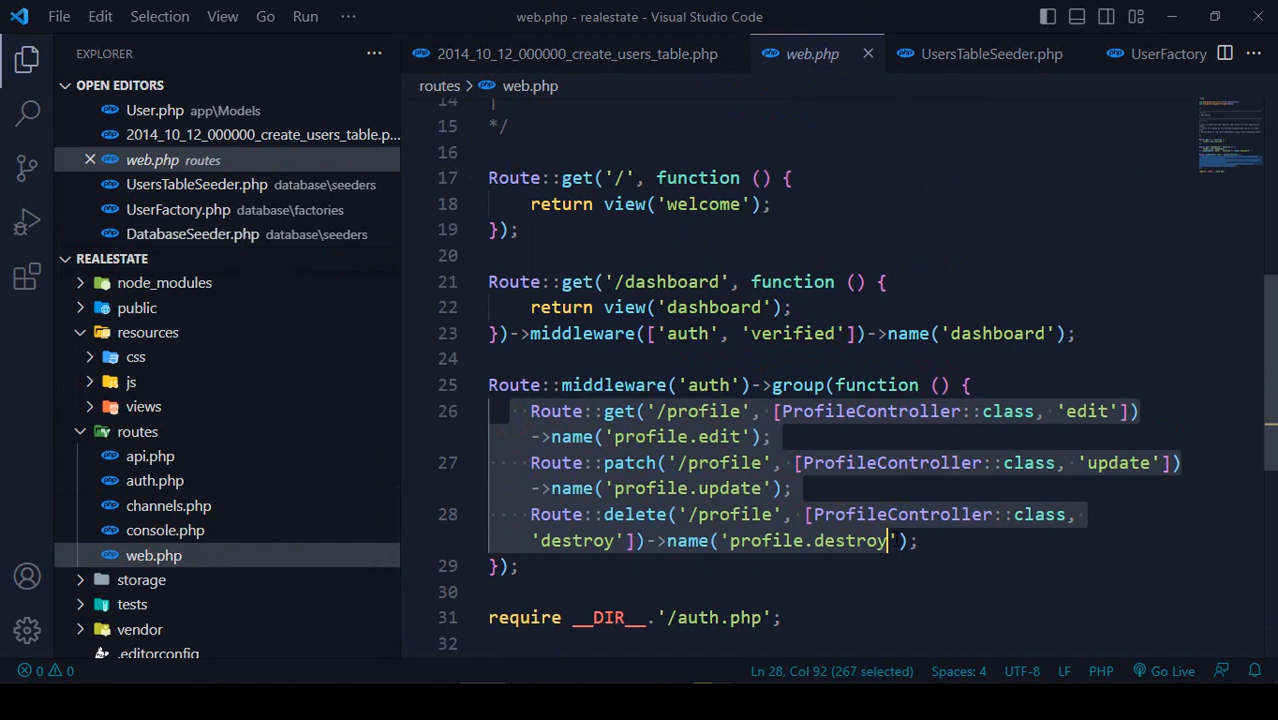 File Edit Selection View Go Run ··· web.php - realestate - Visual Studio Code
EXPLORER ···
OPEN EDITORS
User.php app\Models
2014_10_12_000000_create_users_table.p...
web.php routes
UsersTableSeeder.php database\seeders
UserFactory.php database\factories
DatabaseSeeder.php database\seeders
REALESTATE
node_modules
public
resources
css
js
views
routes
api.php
auth.php
channels.php
console.php
web.php
storage
tests
vendor
.editorconfig
2014_10_12_000000_create_users_table.php web.php UsersTableSeeder.php UserFactory ···
routes > web.php
14 |
15 */
16
17 Route::get('/', function () {
18 return view('welcome');
19 });
20
21 Route::get('/dashboard', function () {
22 return view('dashboard');
23 })->middleware(['auth', 'verified'])->name('dashboard');
24
25 Route::middleware('auth')->group(function () {
26 Route::get('/profile', [ProfileController::class, 'edit'])
->name('profile.edit');
27 Route::patch('/profile', [ProfileController::class, 'update'])
->name('profile.update');
28 Route::delete('/profile', [ProfileController::class,
'destroy'])->name('profile.destroy');
29 });
30
31 require __DIR__.'/auth.php';
32
0 0 Ln 28, Col 92 (267 selected) Spaces: 4 UTF-8 LF PHP Go Live